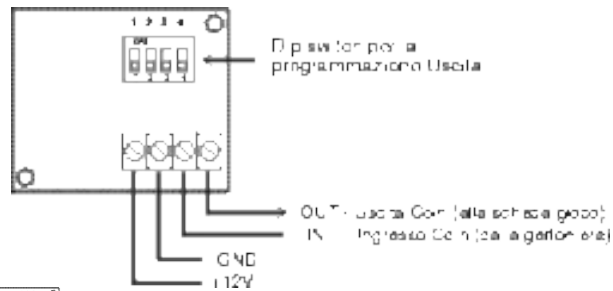 1 2 3 4
Dip switch per la
programmazione Uscita
OUT - Uscita Coin (alla scheda gioco)
IN - Ingresso Coin (dalla gettoniera)
GND
+12V